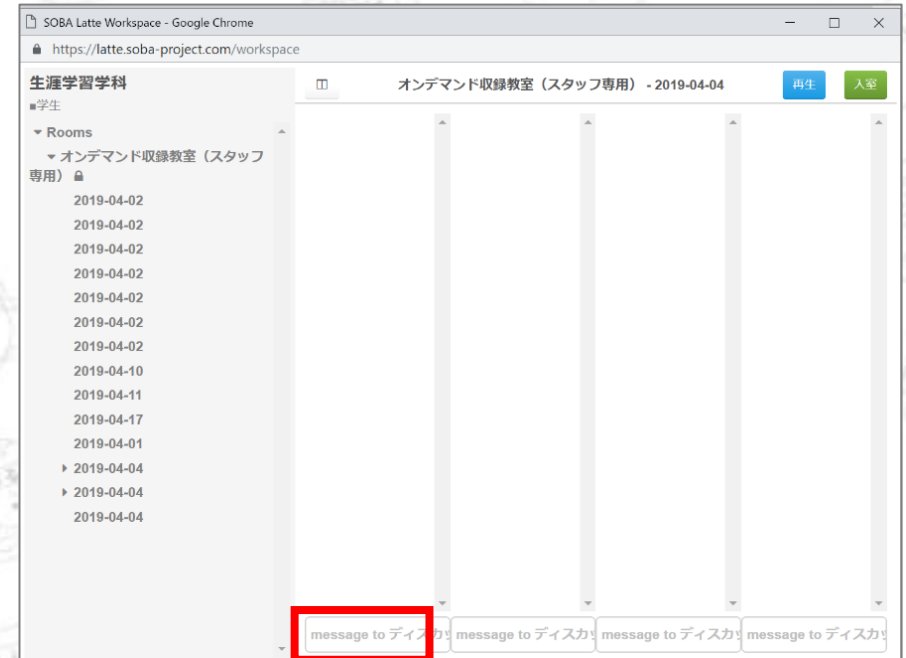 SOBA Latte Workspace - Google Chrome
https://latte.soba-project.com/workspace
生涯学習学科
■学生
Rooms
オンデマンド収録教室（スタッフ
専用）
2019-04-02
2019-04-02
2019-04-02
2019-04-02
2019-04-02
2019-04-02
2019-04-02
2019-04-10
2019-04-11
2019-04-17
2019-04-01
2019-04-04
2019-04-04
2019-04-04
オンデマンド収録教室（スタッフ専用） - 2019-04-04
再生
入室
message to ディスカッ
message to ディスカッ
message to ディスカッ
message to ディスカッ